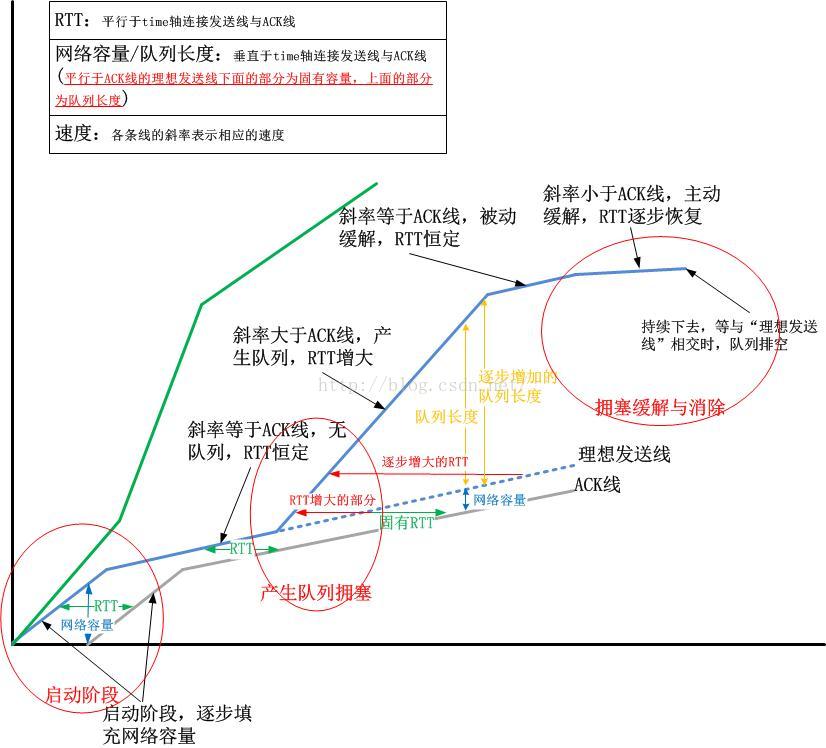 RTT：平行于time轴连接发送线与ACK线
网络容量/队列长度：垂直于time轴连接发送线与ACK线
(平行于ACK线的理想发送线下面的部分为固有容量，上面的部分
为队列长度)
速度：各条线的斜率表示相应的速度
斜率小于ACK线，主动
缓解，RTT逐步恢复
斜率等于ACK线，被动
缓解，RTT恒定
持续下去，等与“理想发送
线”相交时，队列排空
斜率大于ACK线，产
生队列，RTT增大
http://blog.csdn.net/
逐步增加的
队列长度
队列长度
拥塞缓解与消除
斜率等于ACK线，无
队列，RTT恒定
逐步增大的RTT
理想发送线
ACK线
RTT增大的部分
网络容量
固有RTT
RTT
产生队列拥塞
RTT
网络容量
启动阶段
启动阶段，逐步填
充网络容量